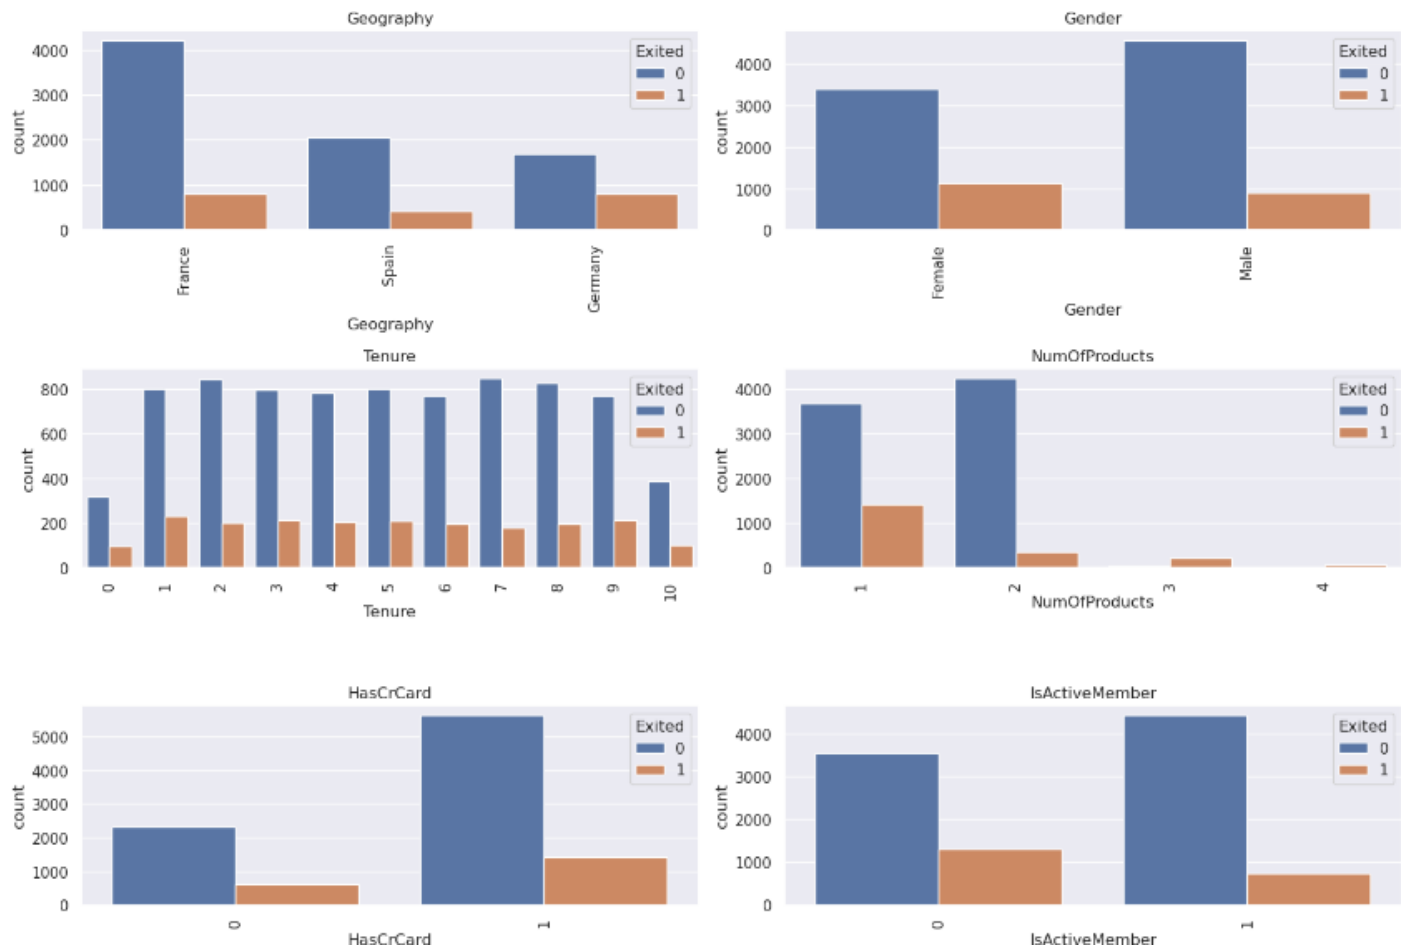 Geography
Exited
0
1
4000
3000
2000
1000
0
count
France
Spain
Germany
Geography
Gender
Exited
0
1
4000
3000
2000
1000
0
count
Female
Male
Gender
Tenure
Exited
0
1
800
600
400
200
0
count
0
1
2
3
4
5
6
7
8
9
10
Tenure
NumOfProducts
Exited
0
1
4000
3000
2000
1000
0
count
1
2
3
4
NumOfProducts
HasCrCard
Exited
0
1
5000
4000
3000
2000
1000
0
count
0
1
HasCrCard
IsActiveMember
Exited
0
1
4000
3000
2000
1000
0
count
0
1
IsActiveMember